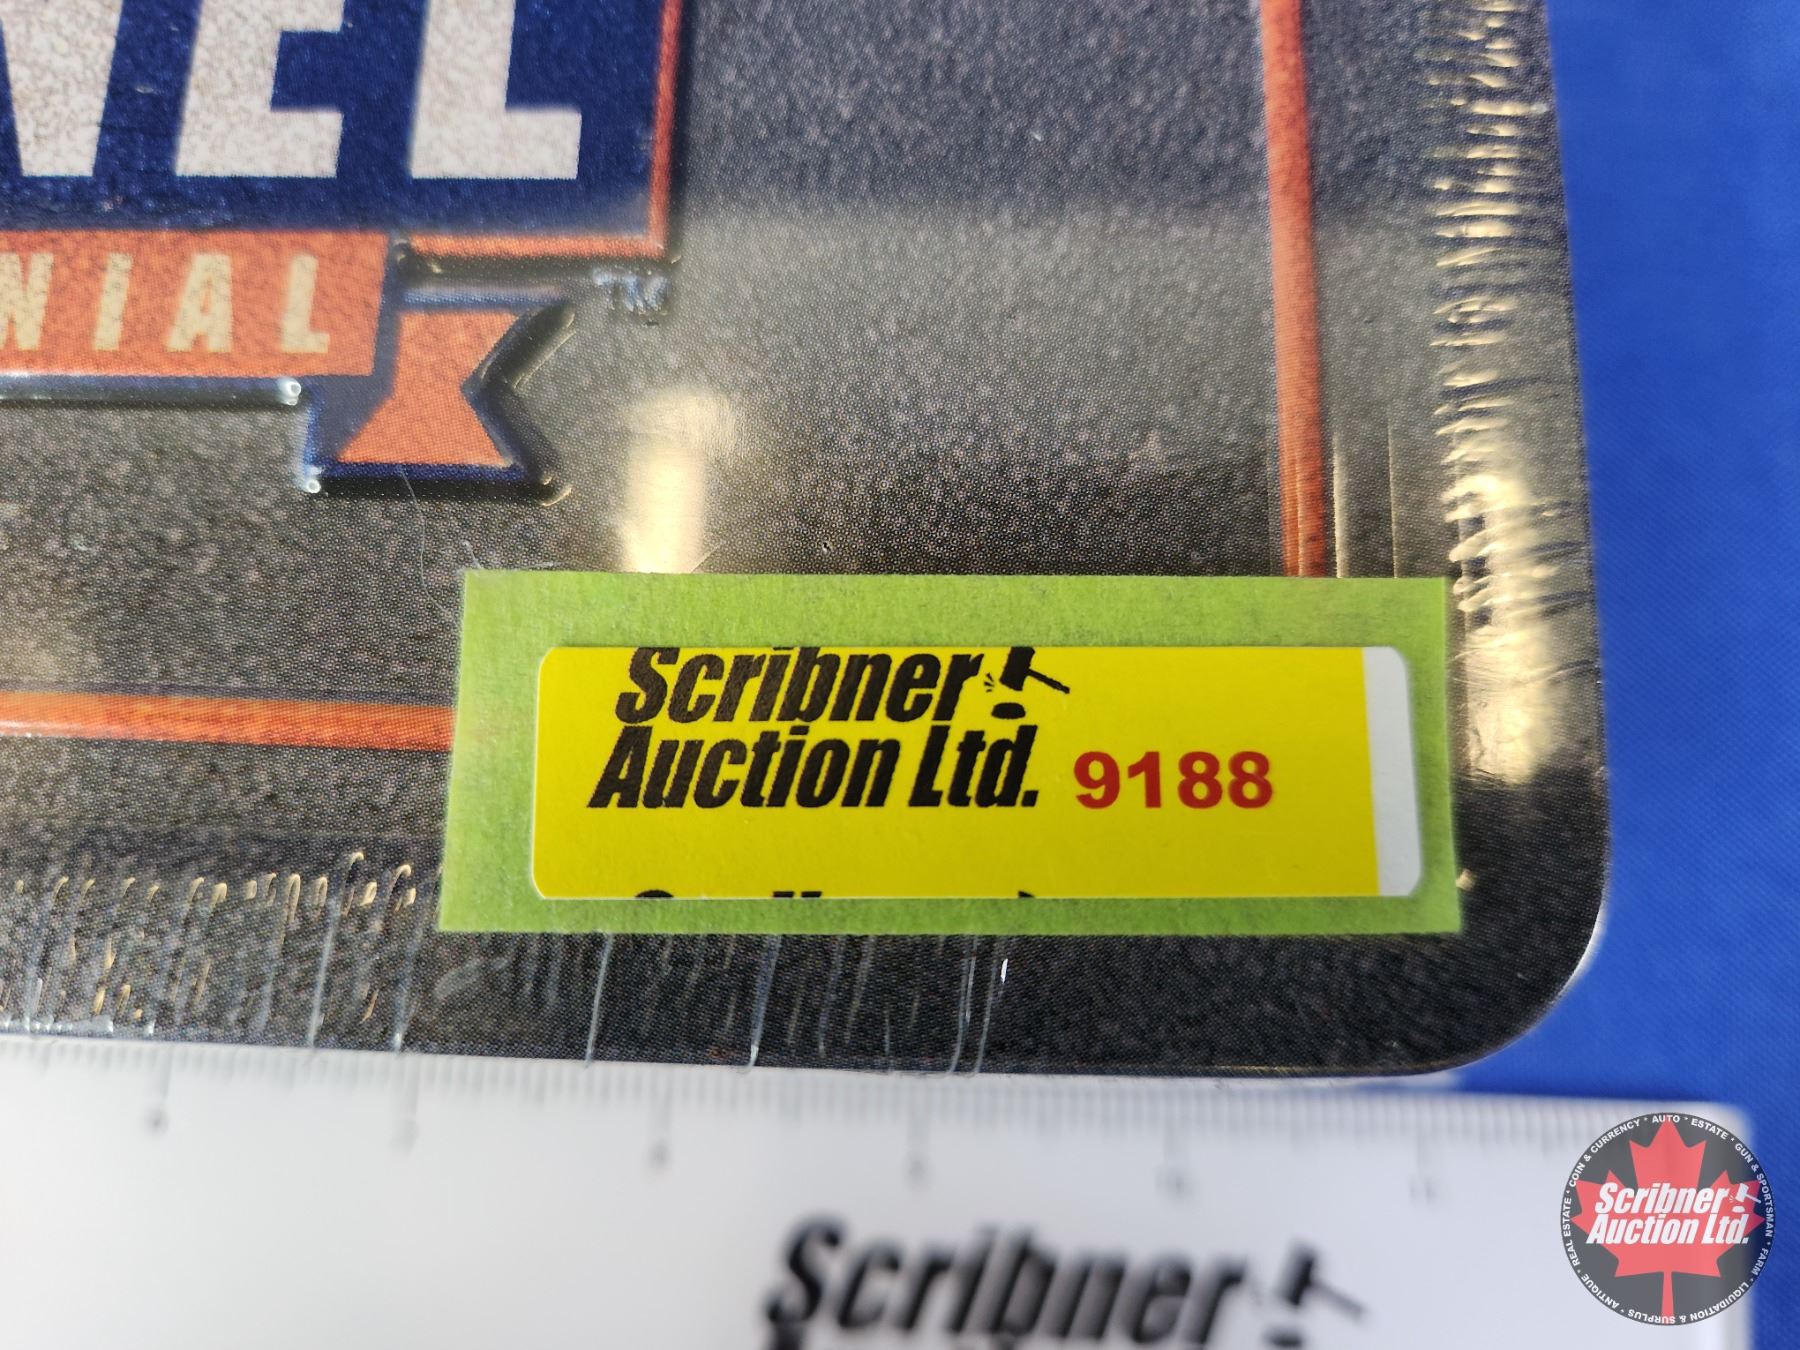 VEL
NIAL
TM
Scribner
Auction Ltd. 9188
Scribner
Scribner
Auction Ltd.
COIN & CURRENCY * AUTO * ESTATE * GUN & SPORTSMAN * FARM * LIQUIDATION & SURPLUS * ANTIQUE * REAL ESTATE *